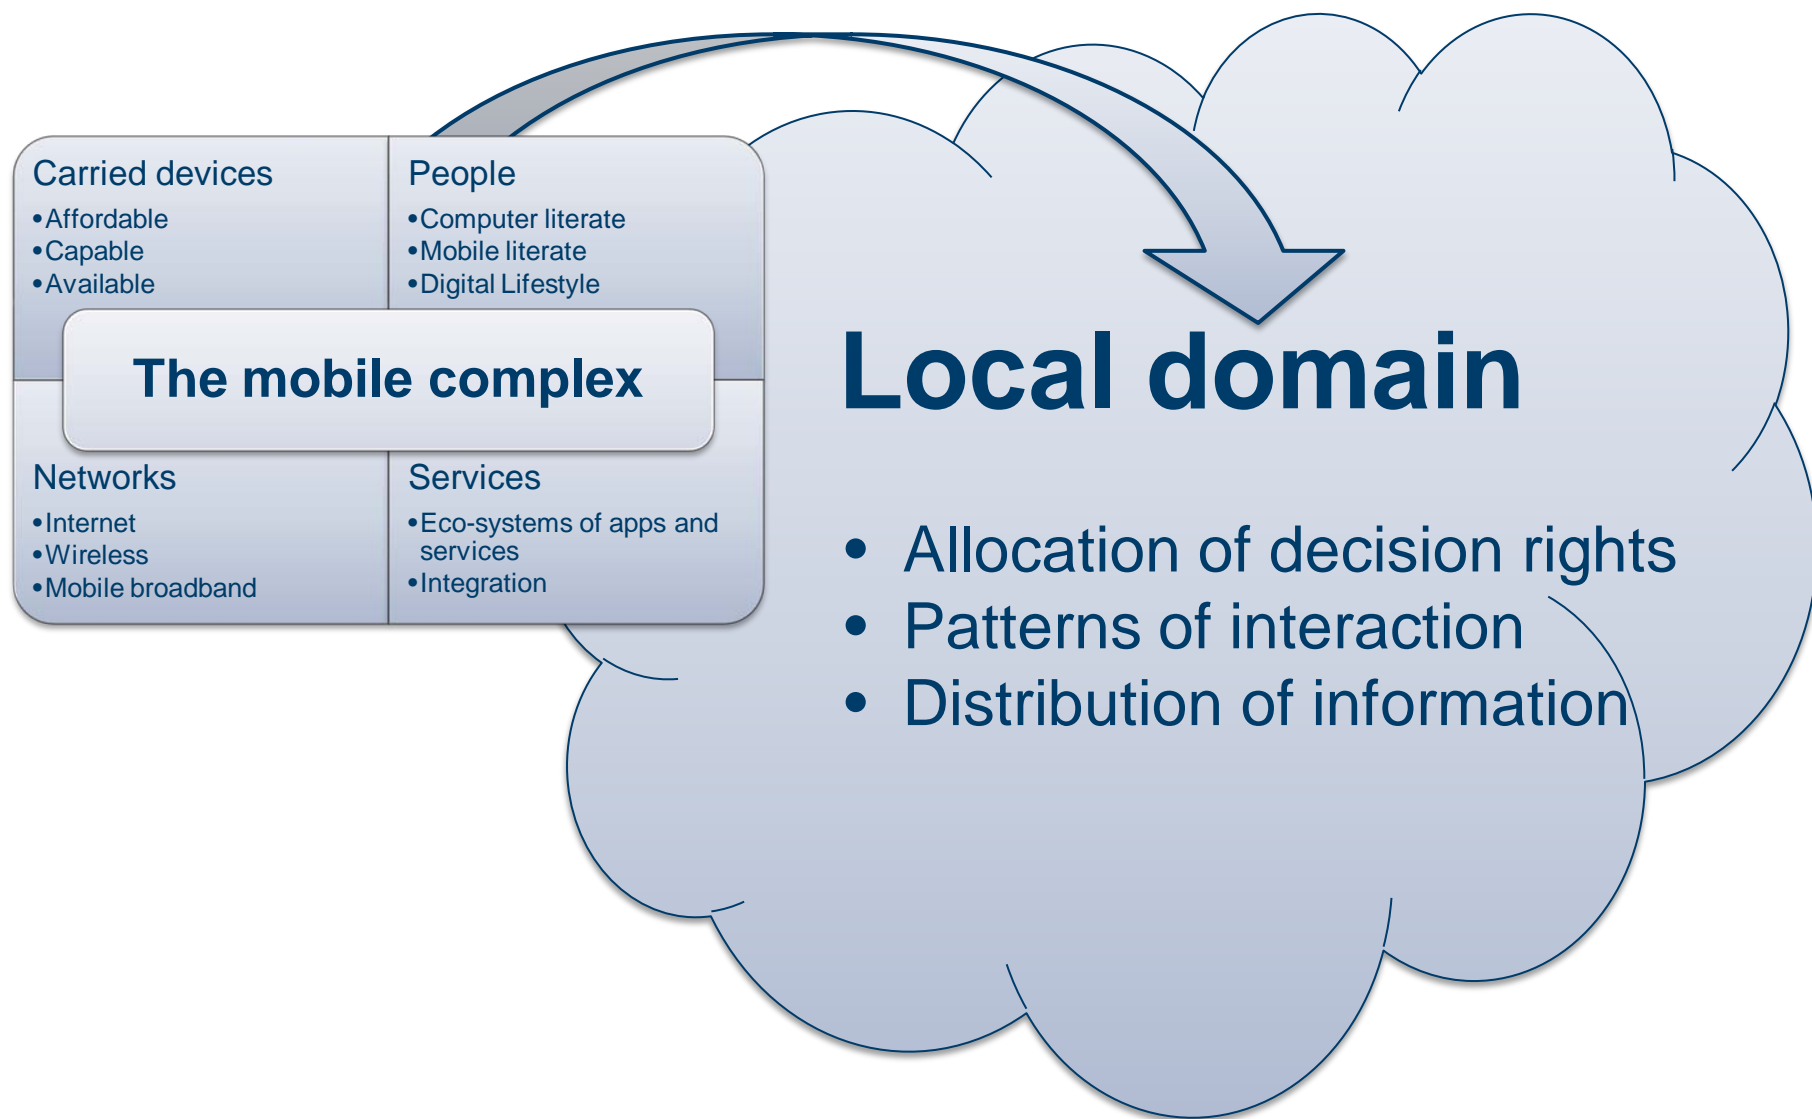 Carried devices
•Affordable
•Capable
•Available
People
•Computer literate
•Mobile literate
•Digital Lifestyle
The mobile complex
Networks
•Internet
•Wireless
•Mobile broadband
Services
•Eco-systems of apps and
services
•Integration
Local domain
• Allocation of decision rights
• Patterns of interaction
• Distribution of information